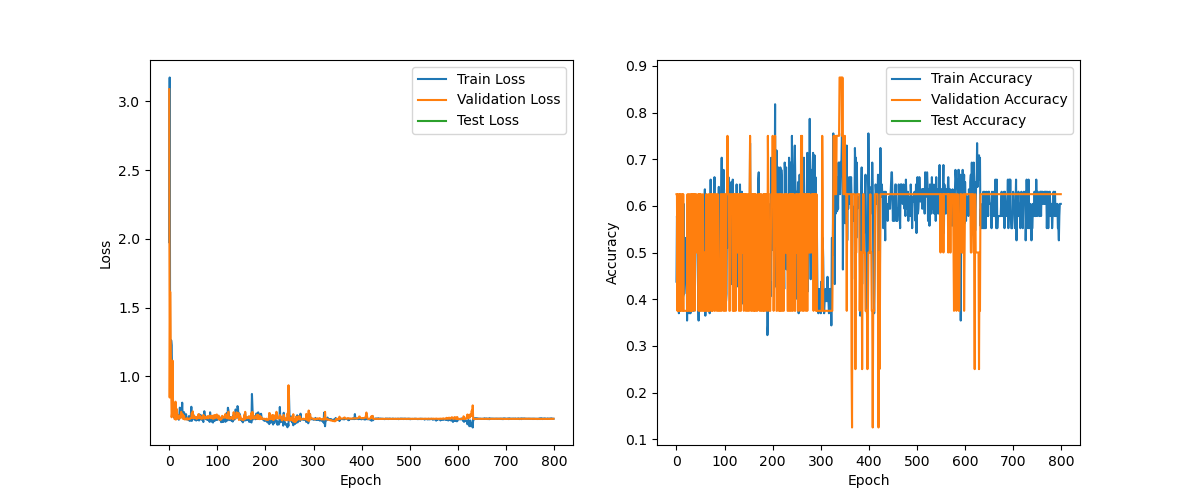 Train Loss
Validation Loss
Test Loss
3.0
2.5
2.0
1.5
1.0
Loss
0 100 200 300 400 500 600 700 800
Epoch
Train Accuracy
Validation Accuracy
Test Accuracy
0.9
0.8
0.7
0.6
0.5
0.4
0.3
0.2
0.1
Accuracy
0 100 200 300 400 500 600 700 800
Epoch